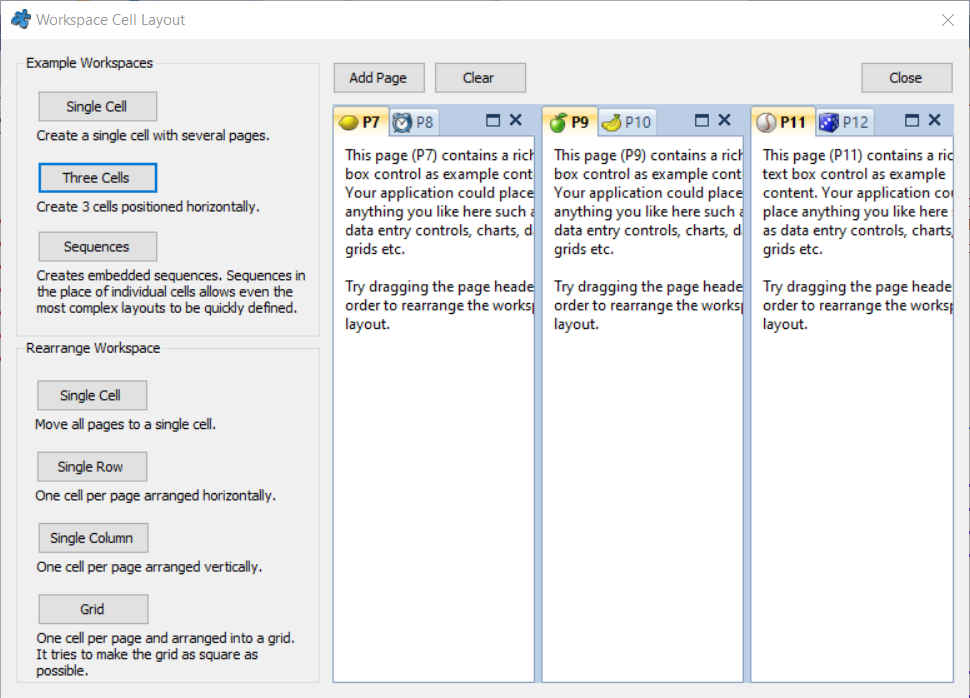 Workspace Cell Layout
Example Workspaces
Single Cell
Create a single cell with several pages.
Three Cells
Create 3 cells positioned horizontally.
Sequences
Creates embedded sequences. Sequences in
the place of individual cells allows even the
most complex layouts to be quickly defined.
Rearrange Workspace
Single Cell
Move all pages to a single cell.
Single Row
One cell per page arranged horizontally.
Single Column
One cell per page arranged vertically.
Grid
One cell per page and arranged into a grid.
It tries to make the grid as square as
possible.
Add Page
Clear
Close
P7
P8
This page (P7) contains a rich
box control as example cont
Your application could place
anything you like here such a
data entry controls, charts, d
grids etc.
Try dragging the page heade
order to rearrange the worksp
layout.
P9
P10
This page (P9) contains a rich
box control as example cont
Your application could place
anything you like here such a
data entry controls, charts, d
grids etc.
Try dragging the page heade
order to rearrange the worksp
layout.
P11
P12
This page (P11) contains a ric
text box control as example
content. Your application cou
place anything you like here
as data entry controls, charts,
grids etc.
Try dragging the page heade
order to rearrange the worksp
layout.